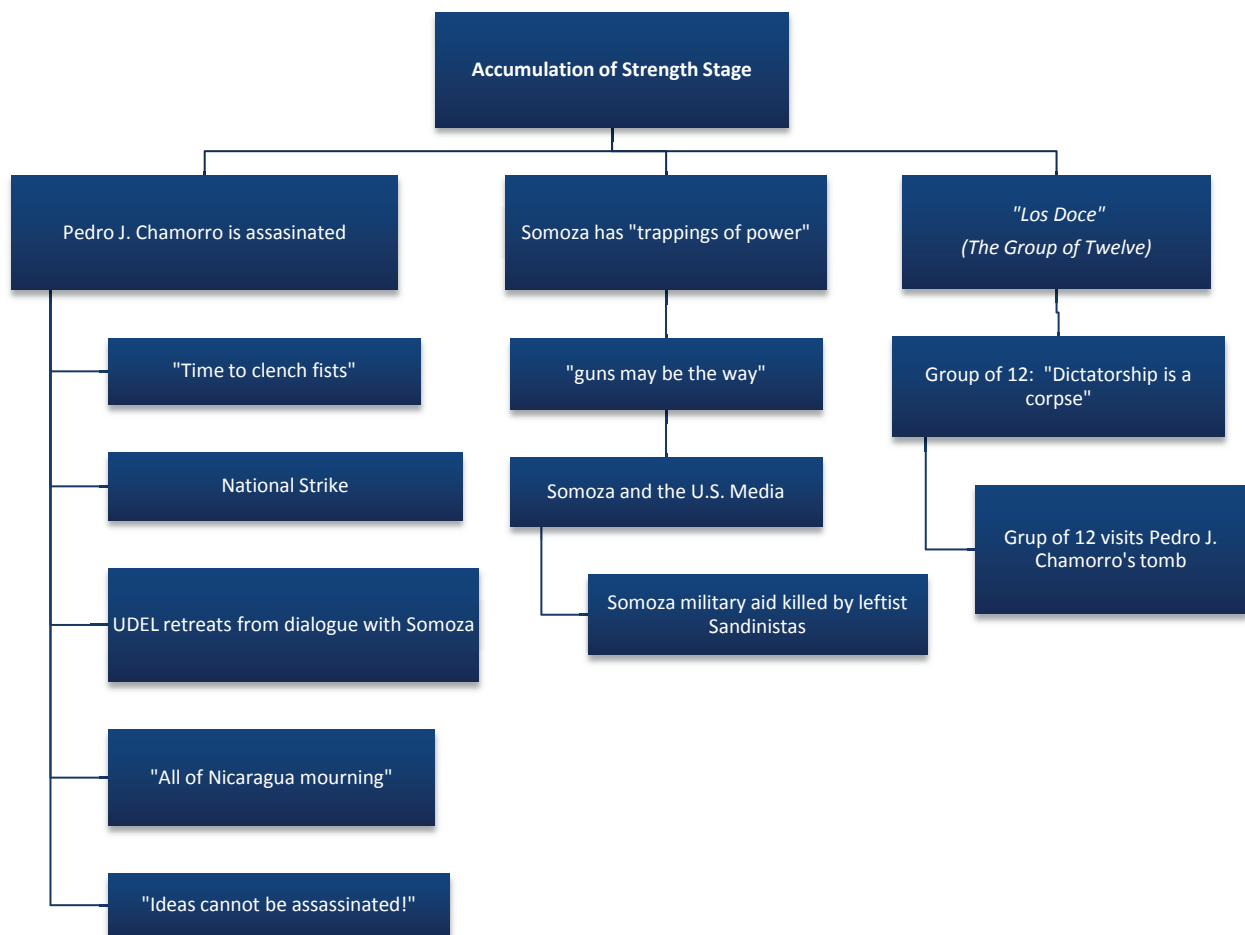 Accumulation of Strength Stage
Pedro J. Chamorro is assasinated
"Time to clench fists"
National Strike
UDEL retreats from dialogue with Somoza
"All of Nicaragua mourning"
"Ideas cannot be assassinated!"
Somoza has "trappings of power"
"guns may be the way"
Somoza and the U.S. Media
Somoza military aid killed by leftist
Sandinistas
"Los Doce"
(The Group of Twelve)
Group of 12:  "Dictatorship is a
corpse"
Grup of 12 visits Pedro J.
Chamorro's tomb